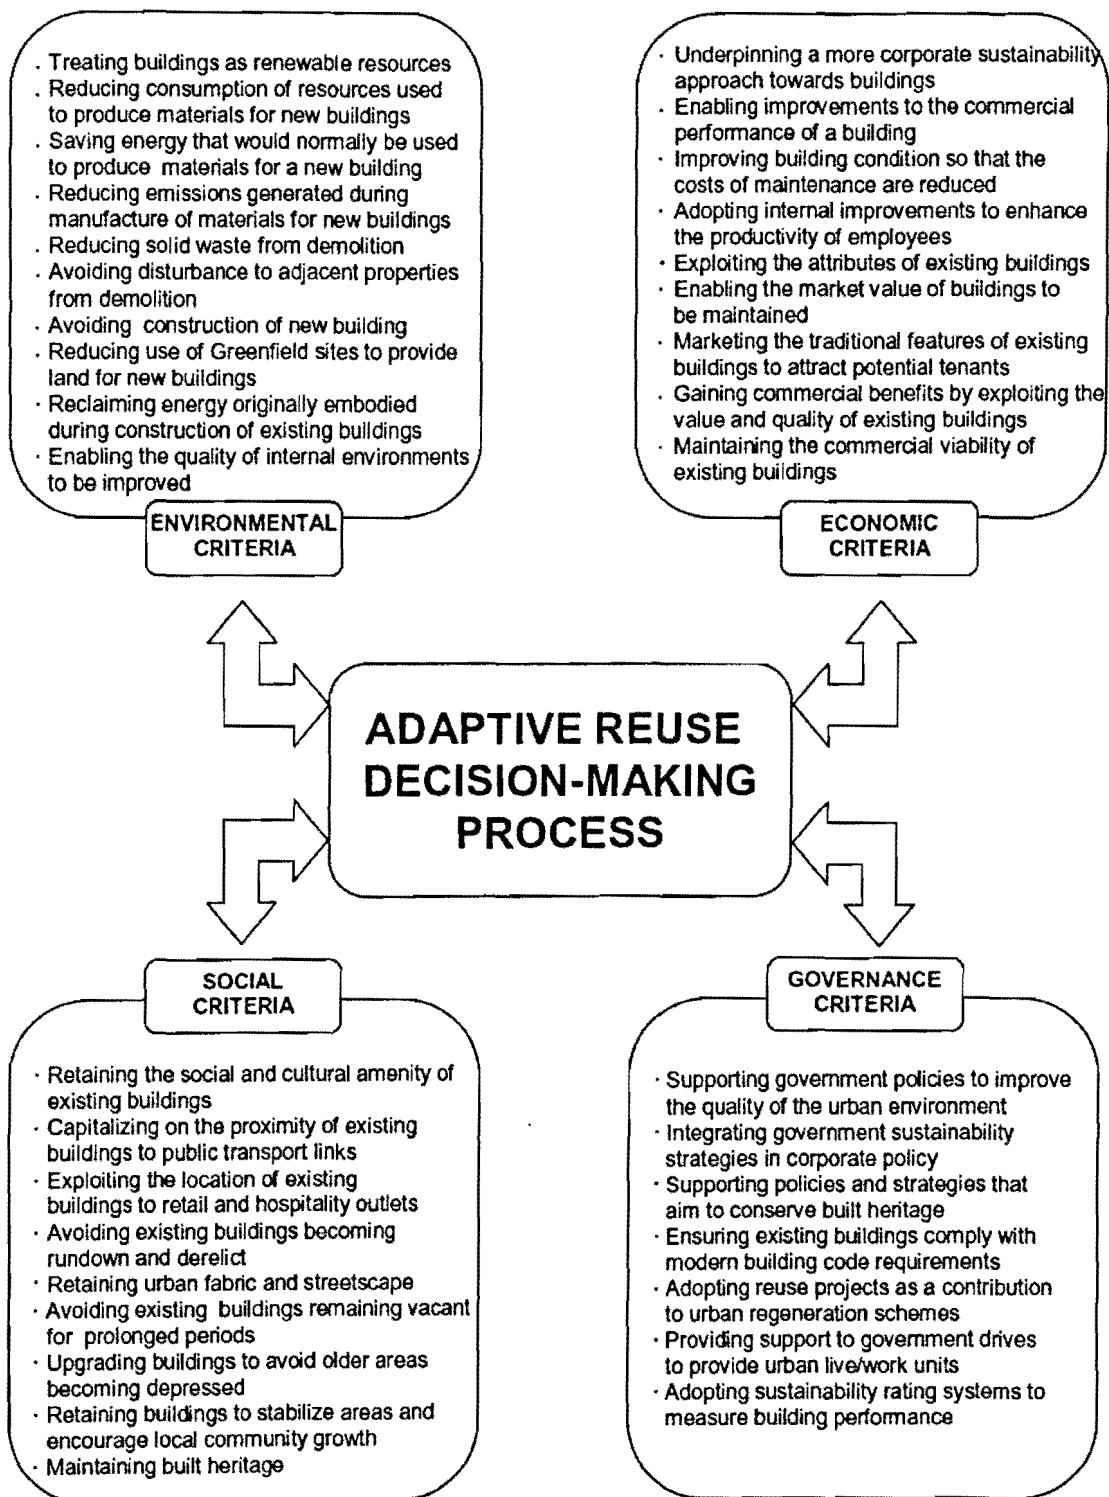 . Treating buildings as renewable resources
. Reducing consumption of resources used
to produce materials for new buildings
. Saving energy that would normally be used
to produce materials for a new building
. Reducing emissions generated during
manufacture of materials for new buildings
. Reducing solid waste from demolition
. Avoiding disturbance to adjacent properties
from demolition
. Avoiding construction of new building
. Reducing use of Greenfield sites to provide
land for new buildings
· Reclaiming energy originally embodied
during construction of existing buildings
· Enabling the quality of internal environments
to be improved
ENVIRONMENTAL
CRITERIA
· Underpinning a more corporate sustainability
approach towards buildings
· Enabling improvements to the commercial
performance of a building
· Improving building condition so that the
costs of maintenance are reduced
· Adopting internal improvements to enhance
the productivity of employees
· Exploiting the attributes of existing buildings
· Enabling the market value of buildings to
be maintained
· Marketing the traditional features of existing
buildings to attract potential tenants
. Gaining commercial benefits by exploiting the
value and quality of existing buildings
· Maintaining the commercial viability of
existing buildings
ECONOMIC
CRITERIA
ADAPTIVE REUSE
DECISION-MAKING
PROCESS
SOCIAL
CRITERIA
· Retaining the social and cultural amenity of
existing buildings
· Capitalizing on the proximity of existing
buildings to public transport links
· Exploiting the location of existing
buildings to retail and hospitality outlets
· Avoiding existing buildings becoming
rundown and derelict
· Retaining urban fabric and streetscape
· Avoiding existing buildings remaining vacant
for prolonged periods
· Upgrading buildings to avoid older areas
becoming depressed
· Retaining buildings to stabilize areas and
encourage local community growth
· Maintaining built heritage
GOVERNANCE
CRITERIA
· Supporting government policies to improve
the quality of the urban environment
· Integrating government sustainability
strategies in corporate policy
· Supporting policies and strategies that
aim to conserve built heritage
· Ensuring existing buildings comply with
modern building code requirements
· Adopting reuse projects as a contribution
to urban regeneration schemes
· Providing support to government drives
to provide urban live/work units
· Adopting sustainability rating systems to
measure building performance